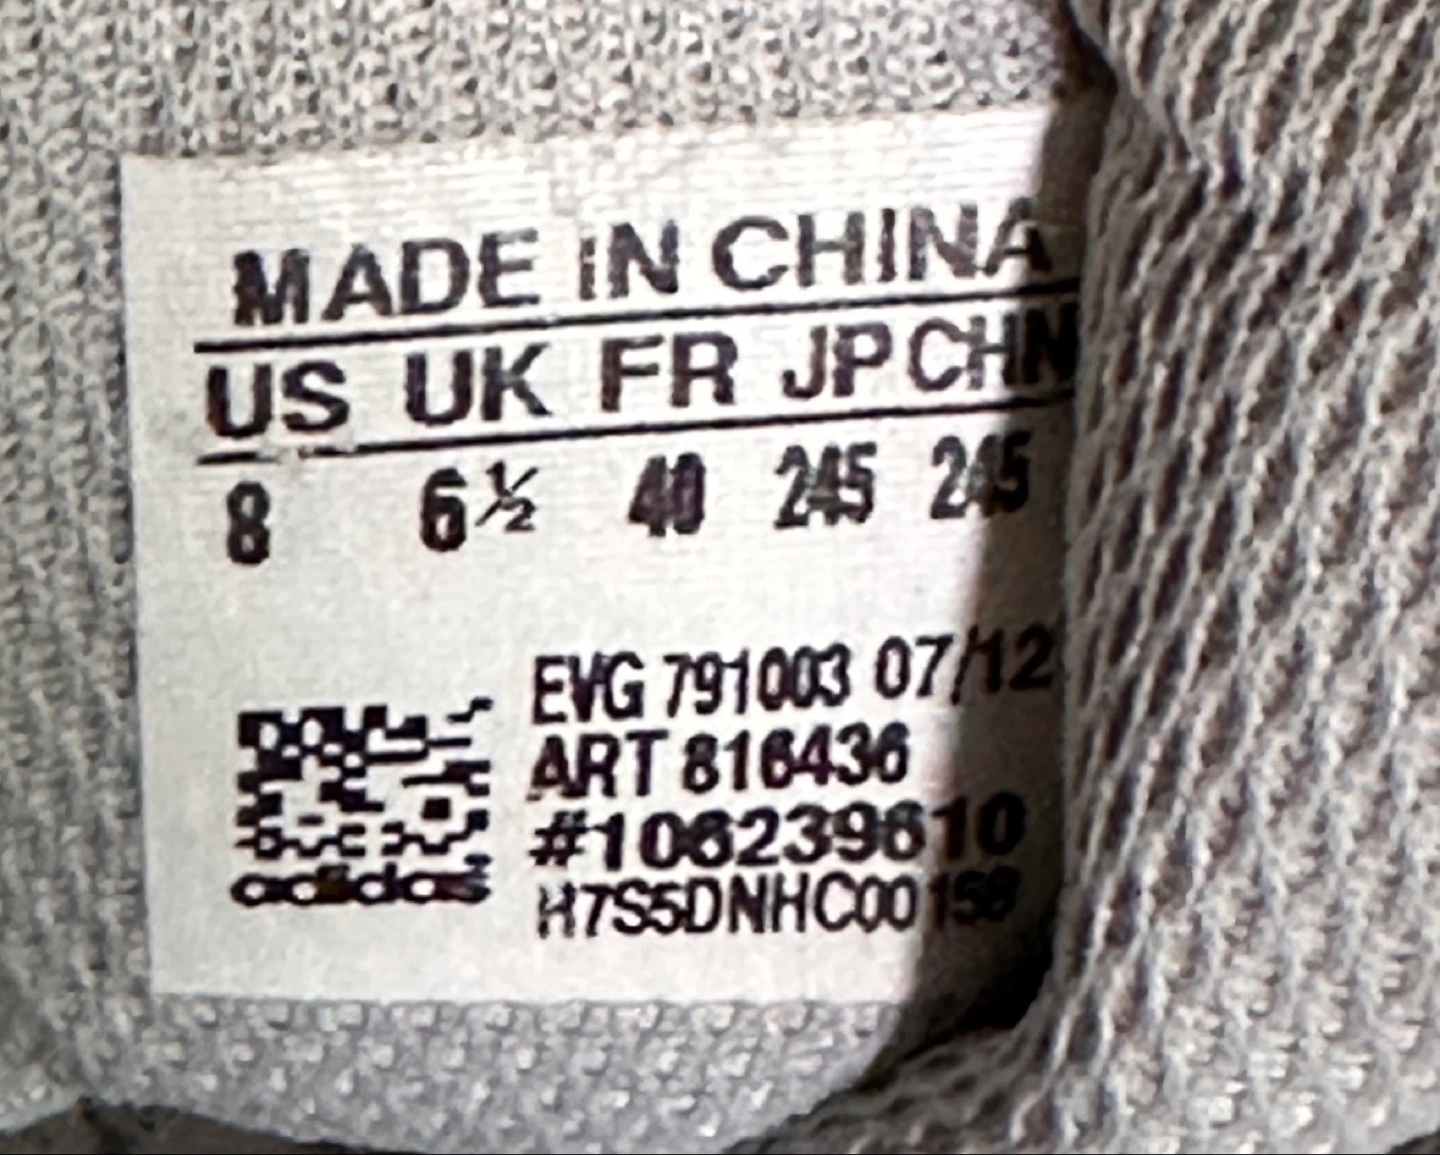 MADE IN CHINA
US UK FR JP CHN
8 6½ 40 245 245
EVG 791003 07/12
ART 816436
#106239610
H7S5DNHC00158
adidas